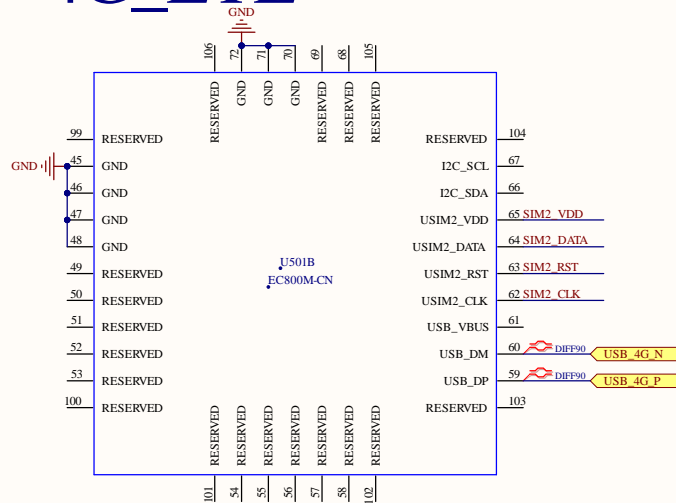 GND
106
72
71
70
69
68
105
RESERVED
GND
GND
GND
RESERVED
RESERVED
RESERVED
99 RESERVED
GND 45 GND
46 GND
47 GND
48 GND
49 RESERVED
50 RESERVED
51 RESERVED
52 RESERVED
53 RESERVED
100 RESERVED
U501B
EC800M-CN
RESERVED 104
I2C_SCL 67
I2C_SDA 66
USIM2_VDD 65 SIM2_VDD
USIM2_DATA 64 SIM2_DATA
USIM2_RST 63 SIM2_RST
USIM2_CLK 62 SIM2_CLK
USB_VBUS 61
USB_DM 60 DIFF90 USB_4G_N
USB_DP 59 DIFF90 USB_4G_P
RESERVED 103
RESERVED
RESERVED
RESERVED
RESERVED
RESERVED
RESERVED
RESERVED
101
54
55
56
57
58
102